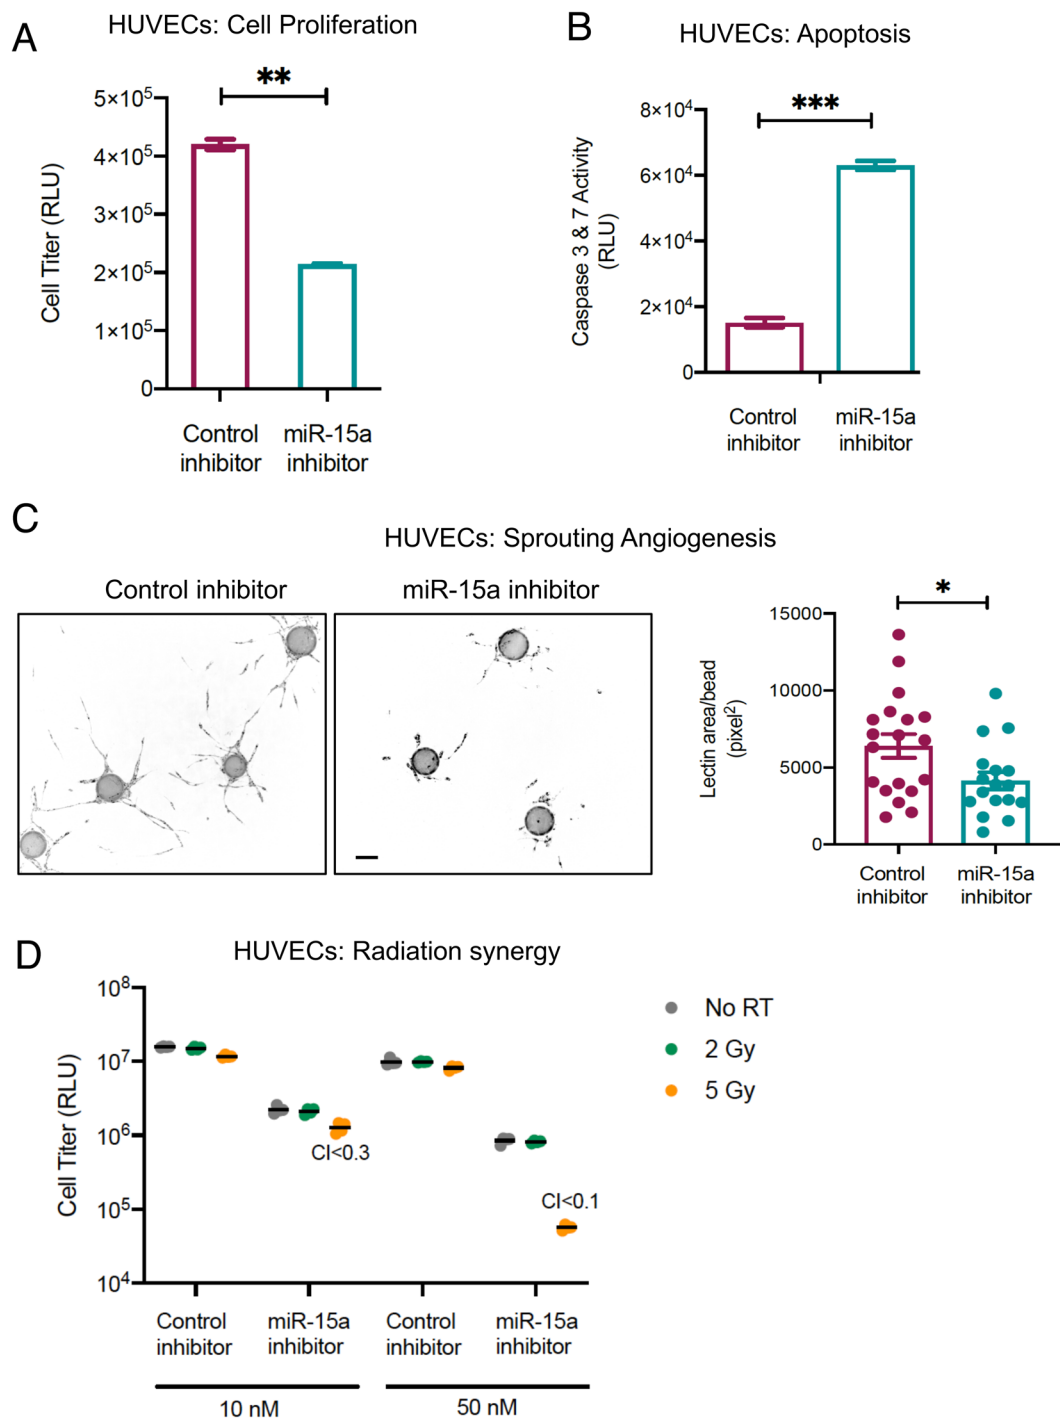 A
HUVECs: Cell Proliferation
**
5×10⁵
4×10⁵
3×10⁵
2×10⁵
1×10⁵
0
Cell Titer (RLU)
Control
inhibitor
miR-15a
inhibitor
B
HUVECs: Apoptosis
***
8×10⁴
6×10⁴
4×10⁴
2×10⁴
0
Caspase 3 & 7 Activity
(RLU)
Control
inhibitor
miR-15a
inhibitor
C
HUVECs: Sprouting Angiogenesis
Control inhibitor
miR-15a inhibitor
*
15000
10000
5000
0
Lectin area/bead
(pixel²)
Control
inhibitor
miR-15a
inhibitor
D
HUVECs: Radiation synergy
10⁸
10⁷
10⁶
10⁵
10⁴
Cell Titer (RLU)
CI<0.3
CI<0.1
No RT
2 Gy
5 Gy
Control
inhibitor
miR-15a
inhibitor
Control
inhibitor
miR-15a
inhibitor
10 nM
50 nM